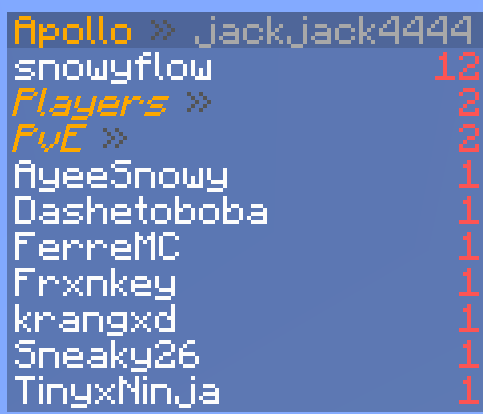 Apollo » jackjack4444
snowyflow 12
Players » 2
PvE » 2
AyeeSnowy 1
Dashetoboba 1
FerreMC 1
Frxnkey 1
krangxd 1
Sneaky26 1
TinyxNinja 1